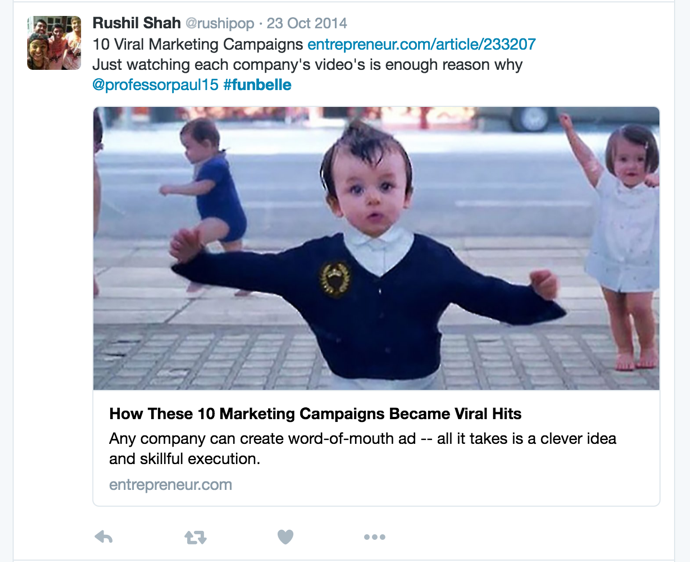 Rushil Shah @rushipop · 23 Oct 2014
10 Viral Marketing Campaigns entrepreneur.com/article/233207
Just watching each company's video's is enough reason why
@professorpaul15 #funbelle
How These 10 Marketing Campaigns Became Viral Hits
Any company can create word-of-mouth ad -- all it takes is a clever idea
and skillful execution.
entrepreneur.com